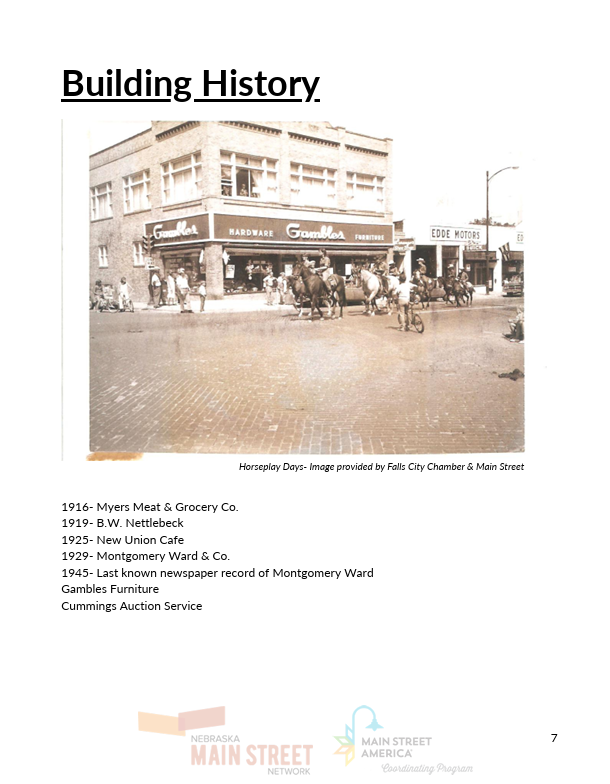 Building History
Gambles
HARDWARE
Gambles
FURNITURE
EDDE MOTORS
Horseplay Days- Image provided by Falls City Chamber & Main Street
1916- Myers Meat & Grocery Co.
1919- B.W. Nettlebeck
1925- New Union Cafe
1929- Montgomery Ward & Co.
1945- Last known newspaper record of Montgomery Ward
Gambles Furniture
Cummings Auction Service
NEBRASKA
MAIN STREET
NETWORK
MAIN STREET
AMERICA
Coordinating Program
7